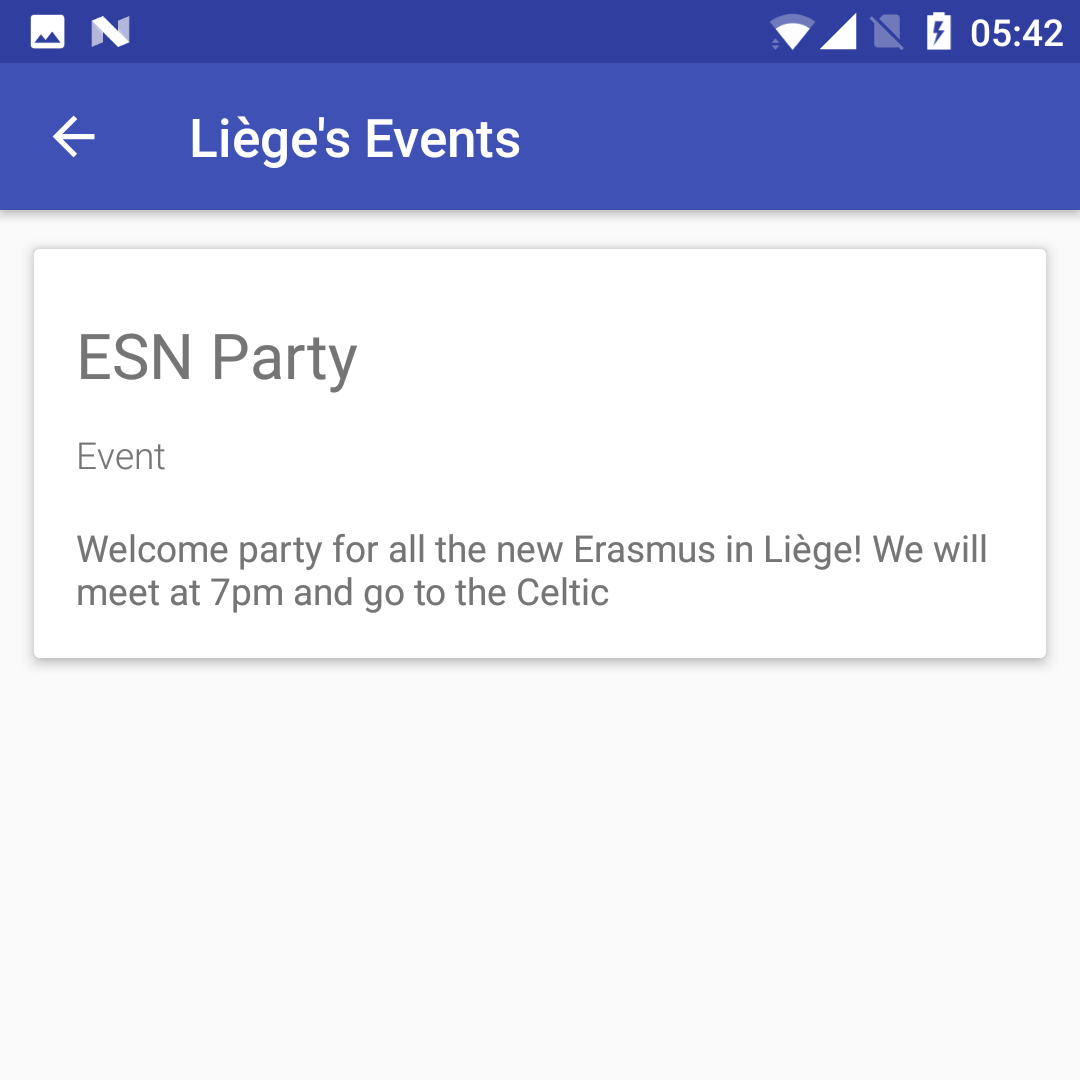 05:42
Liège's Events
ESN Party
Event
Welcome party for all the new Erasmus in Liège! We will
meet at 7pm and go to the Celtic